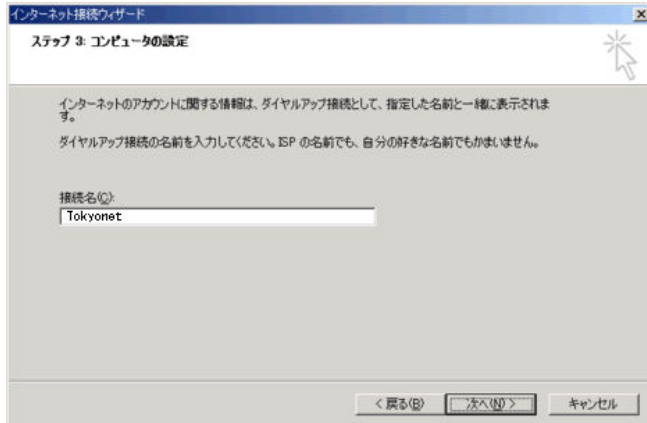 インターネット接続ウィザード
ステップ 3: コンピュータの設定
インターネットのアカウントに関する情報は、ダイヤルアップ接続として、指定した名前と一緒に表示されま
す。
ダイヤルアップ接続の名前を入力してください。ISP の名前でも、自分の好きな名前でもかまいません。
接続名(C):
Tokyonet
< 戻る(B)
次へ(N) >
キャンセル